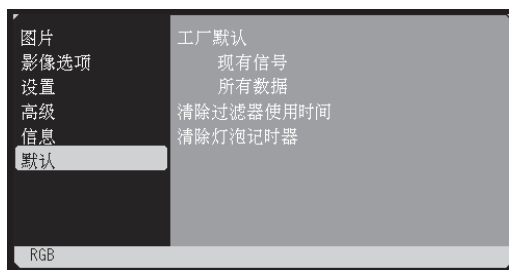 图片
影像选项
设置
高级
信息
默认
工厂默认
现有信号
所有数据
清除过滤器使用时间
清除灯泡记时器
RGB